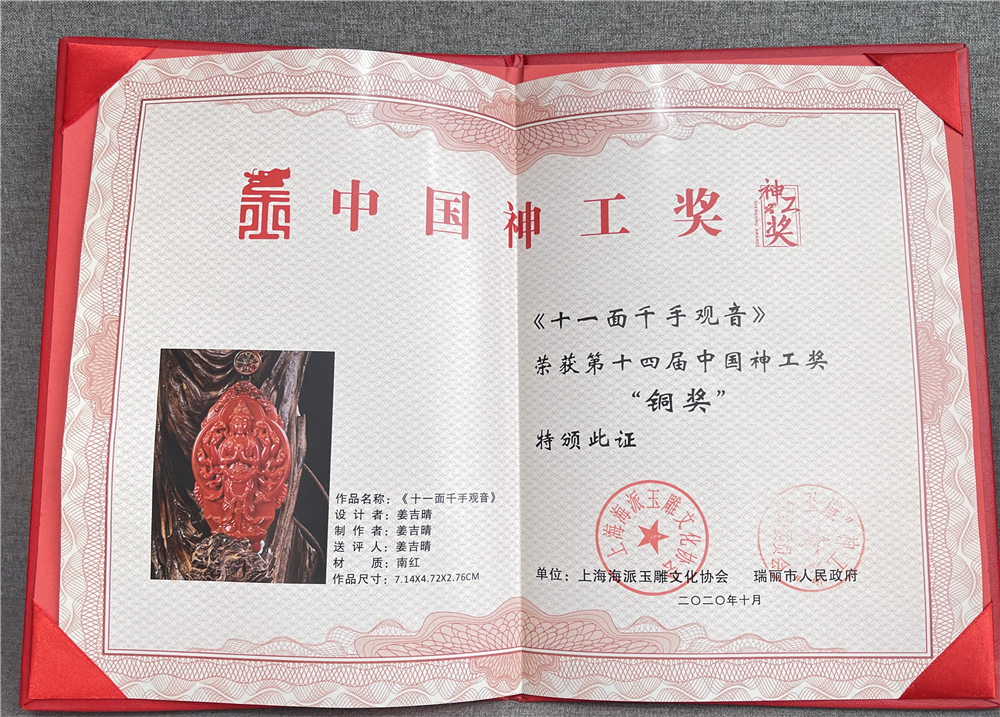 中国神工奖
神工奖
作品名称：《十一面千手观音》
设计者：姜吉晴
制作者：姜吉晴
送评人：姜吉晴
材质：南红
作品尺寸：7.14X4.72X2.76CM
《十一面千手观音》
荣获第十四届中国神工奖
“铜奖”
特颁此证
上海海派玉雕文化协会
单位：上海海派玉雕文化协会 瑞丽市人民政府
二〇二〇年十月